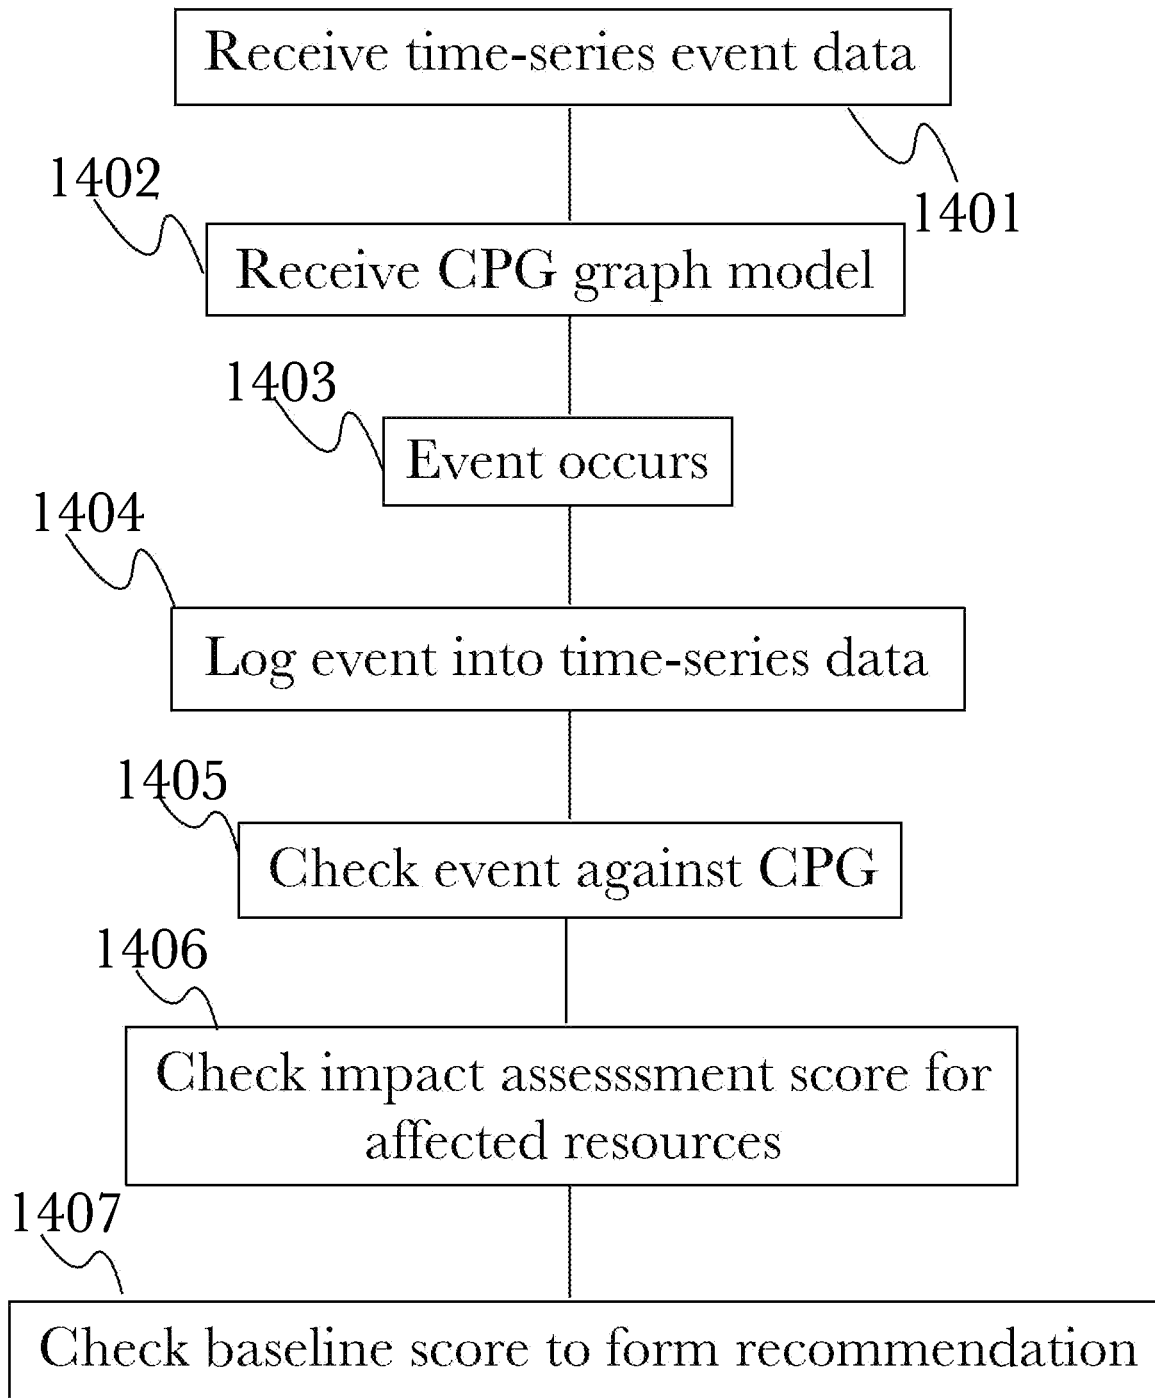 Receive time-series event data
1401
1402
Receive CPG graph model
1403
Event occurs
1404
Log event into time-series data
1405
Check event against CPG
1406
Check impact assesssment score for
affected resources
1407
Check baseline score to form recommendation